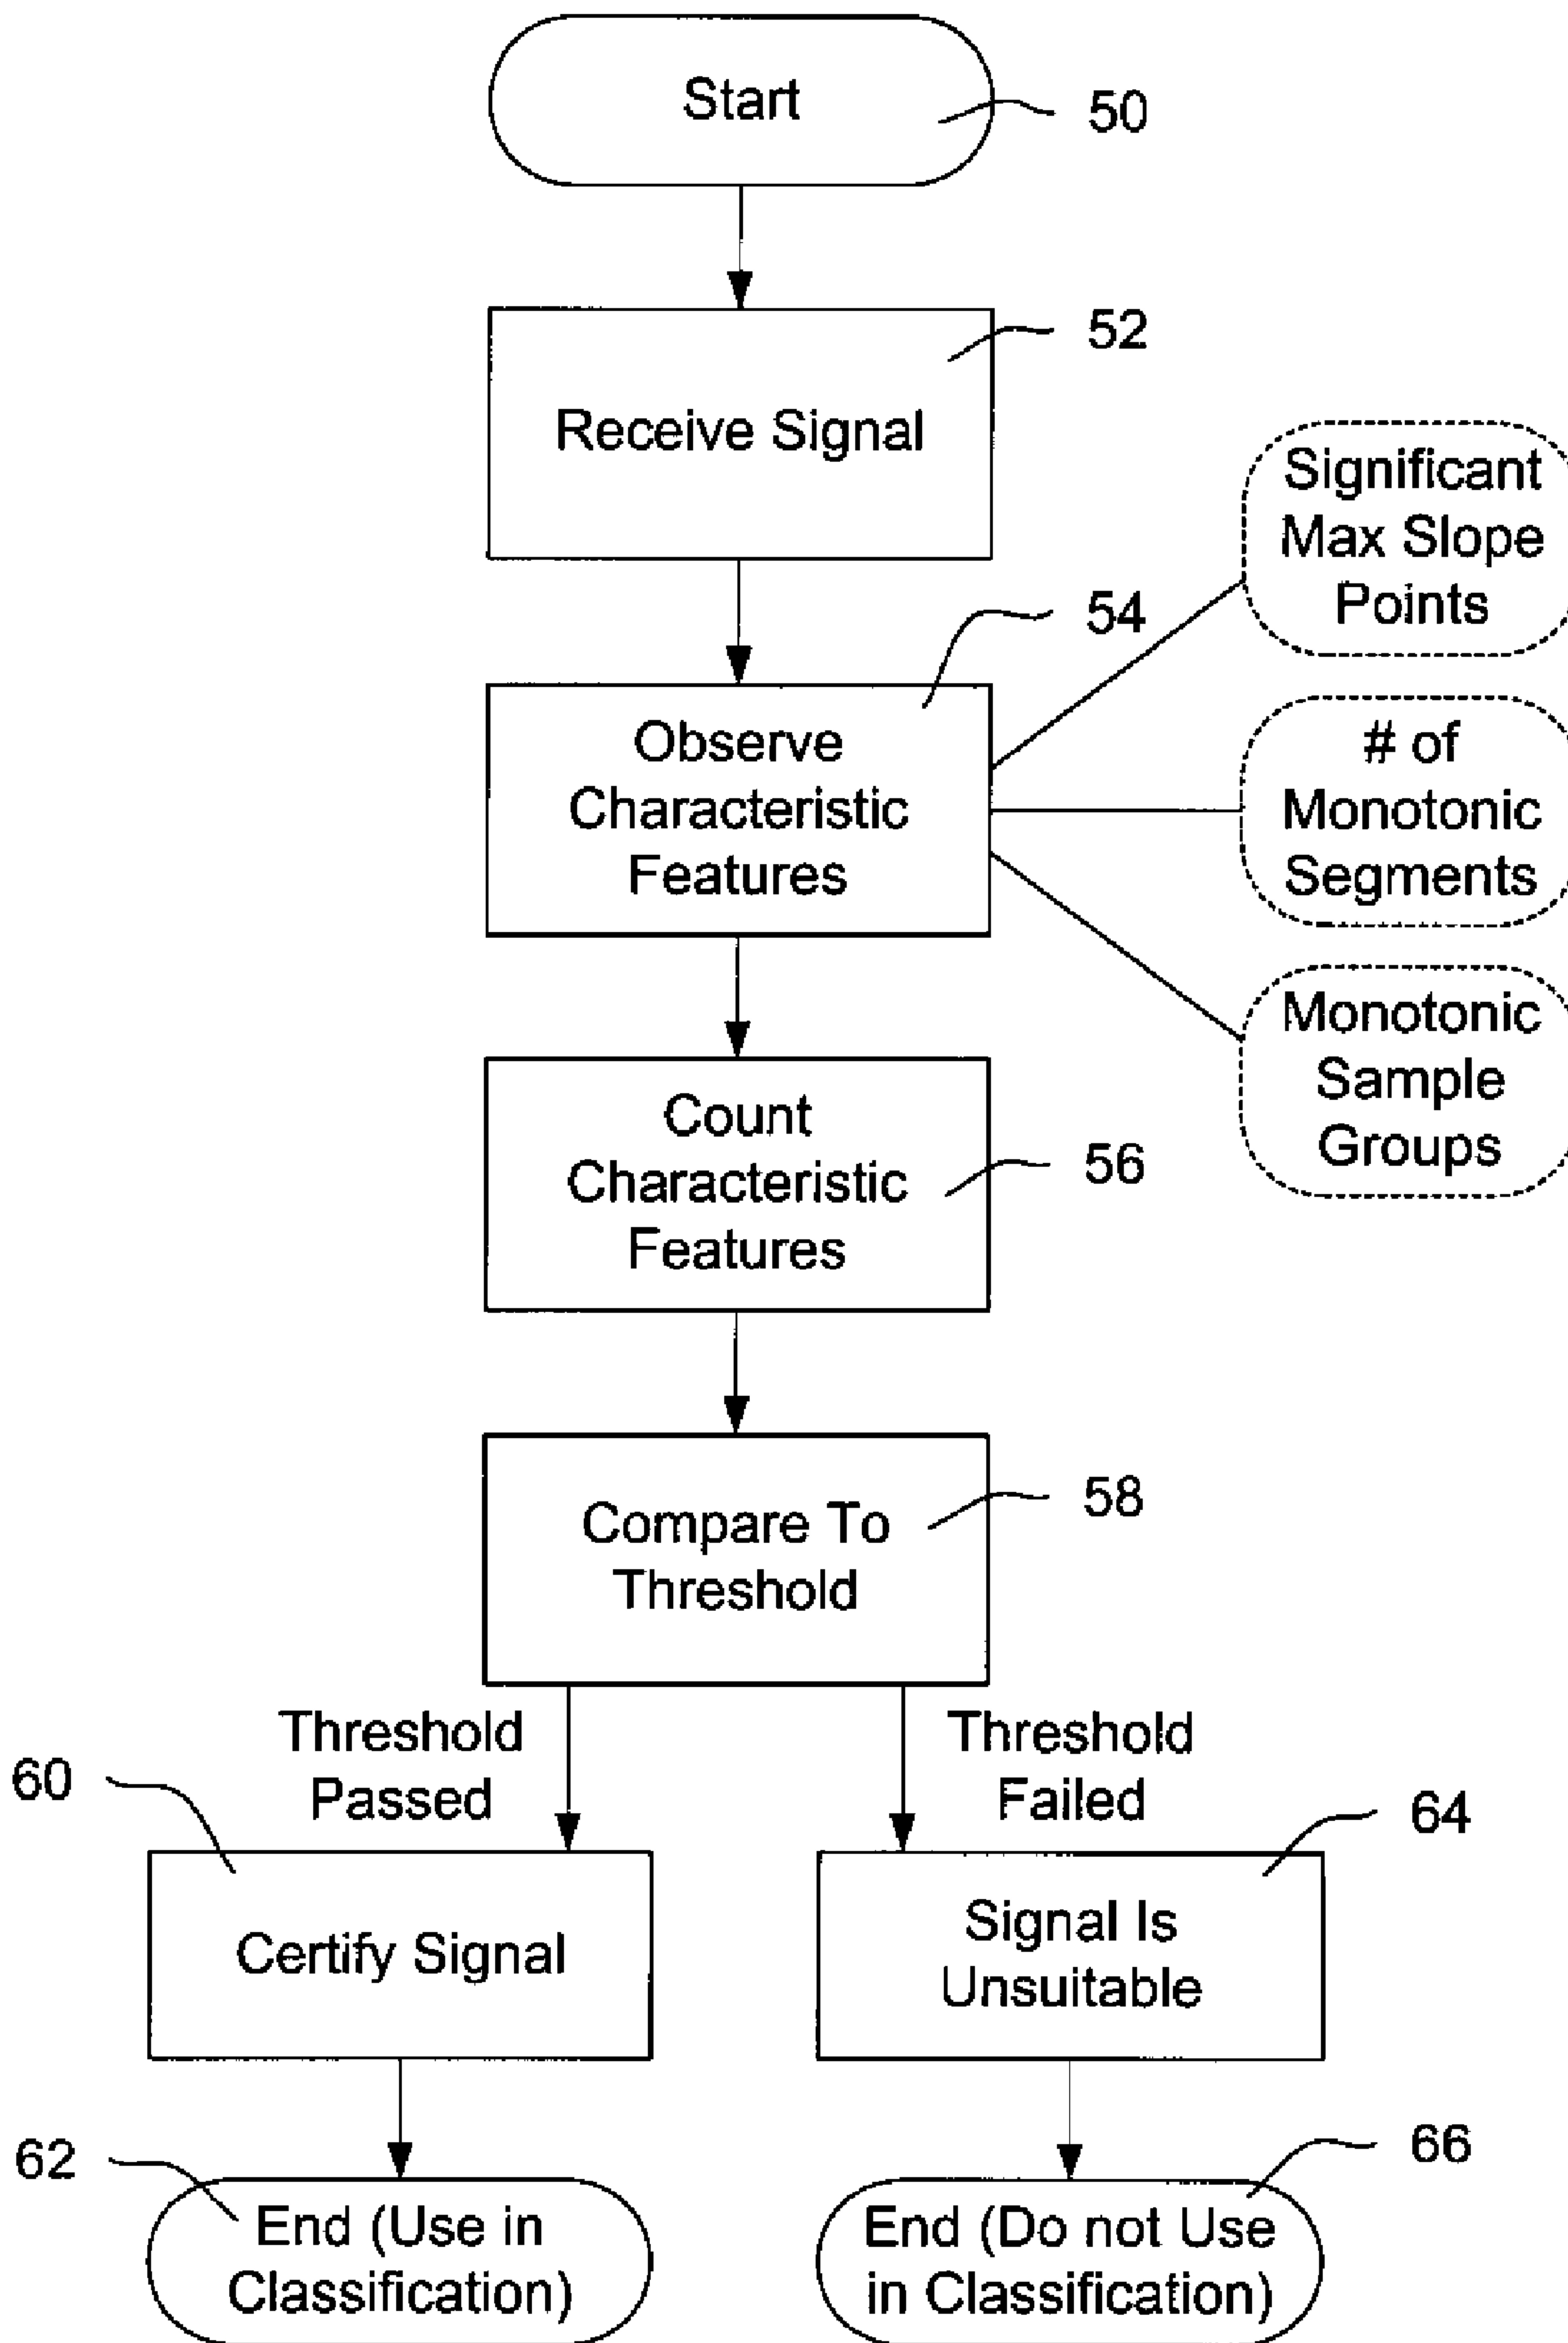 Start
50
52
Receive Signal
Significant
Max Slope
Points
54
Observe
Characteristic
Features
# of
Monotonic
Segments
Monotonic
Sample
Groups
Count
Characteristic
Features
56
Compare To
Threshold
58
Threshold
Passed
Threshold
Failed
60
64
Certify Signal
Signal Is
Unsuitable
62
66
End (Use in
Classification)
End (Do not Use
in Classification)